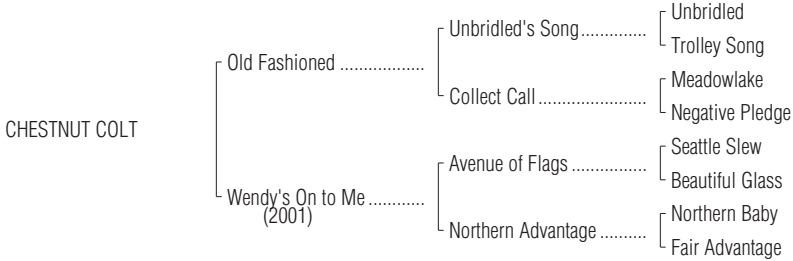 Unbridled
Unbridled's Song..............
Trolley Song
Old Fashioned ..................
Meadowlake
Collect Call.......................
Negative Pledge
CHESTNUT COLT
Seattle Slew
Avenue of Flags ................
Beautiful Glass
Wendy's On to Me ............
(2001)
Northern Baby
Northern Advantage ..........
Fair Advantage